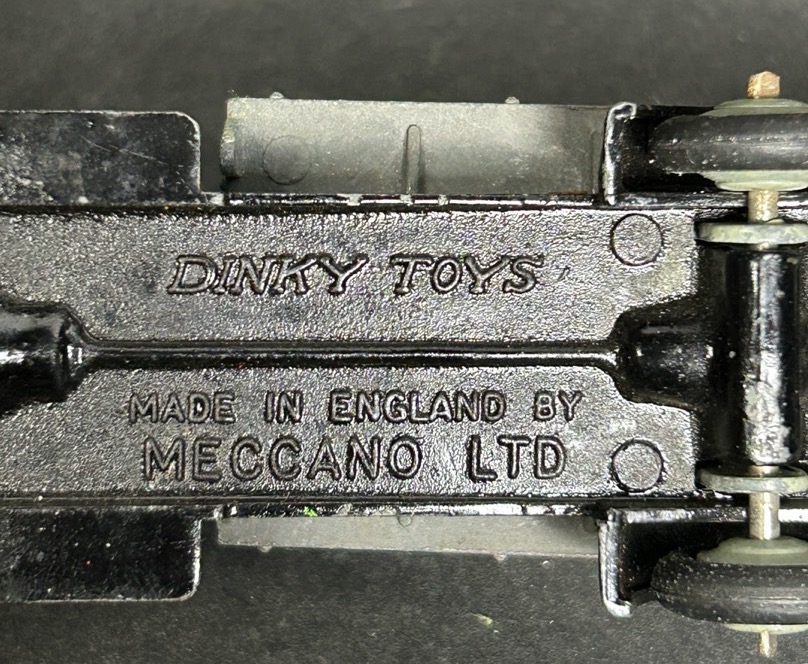 DINKY TOYS
MADE IN ENGLAND BY
MECCANO LTD